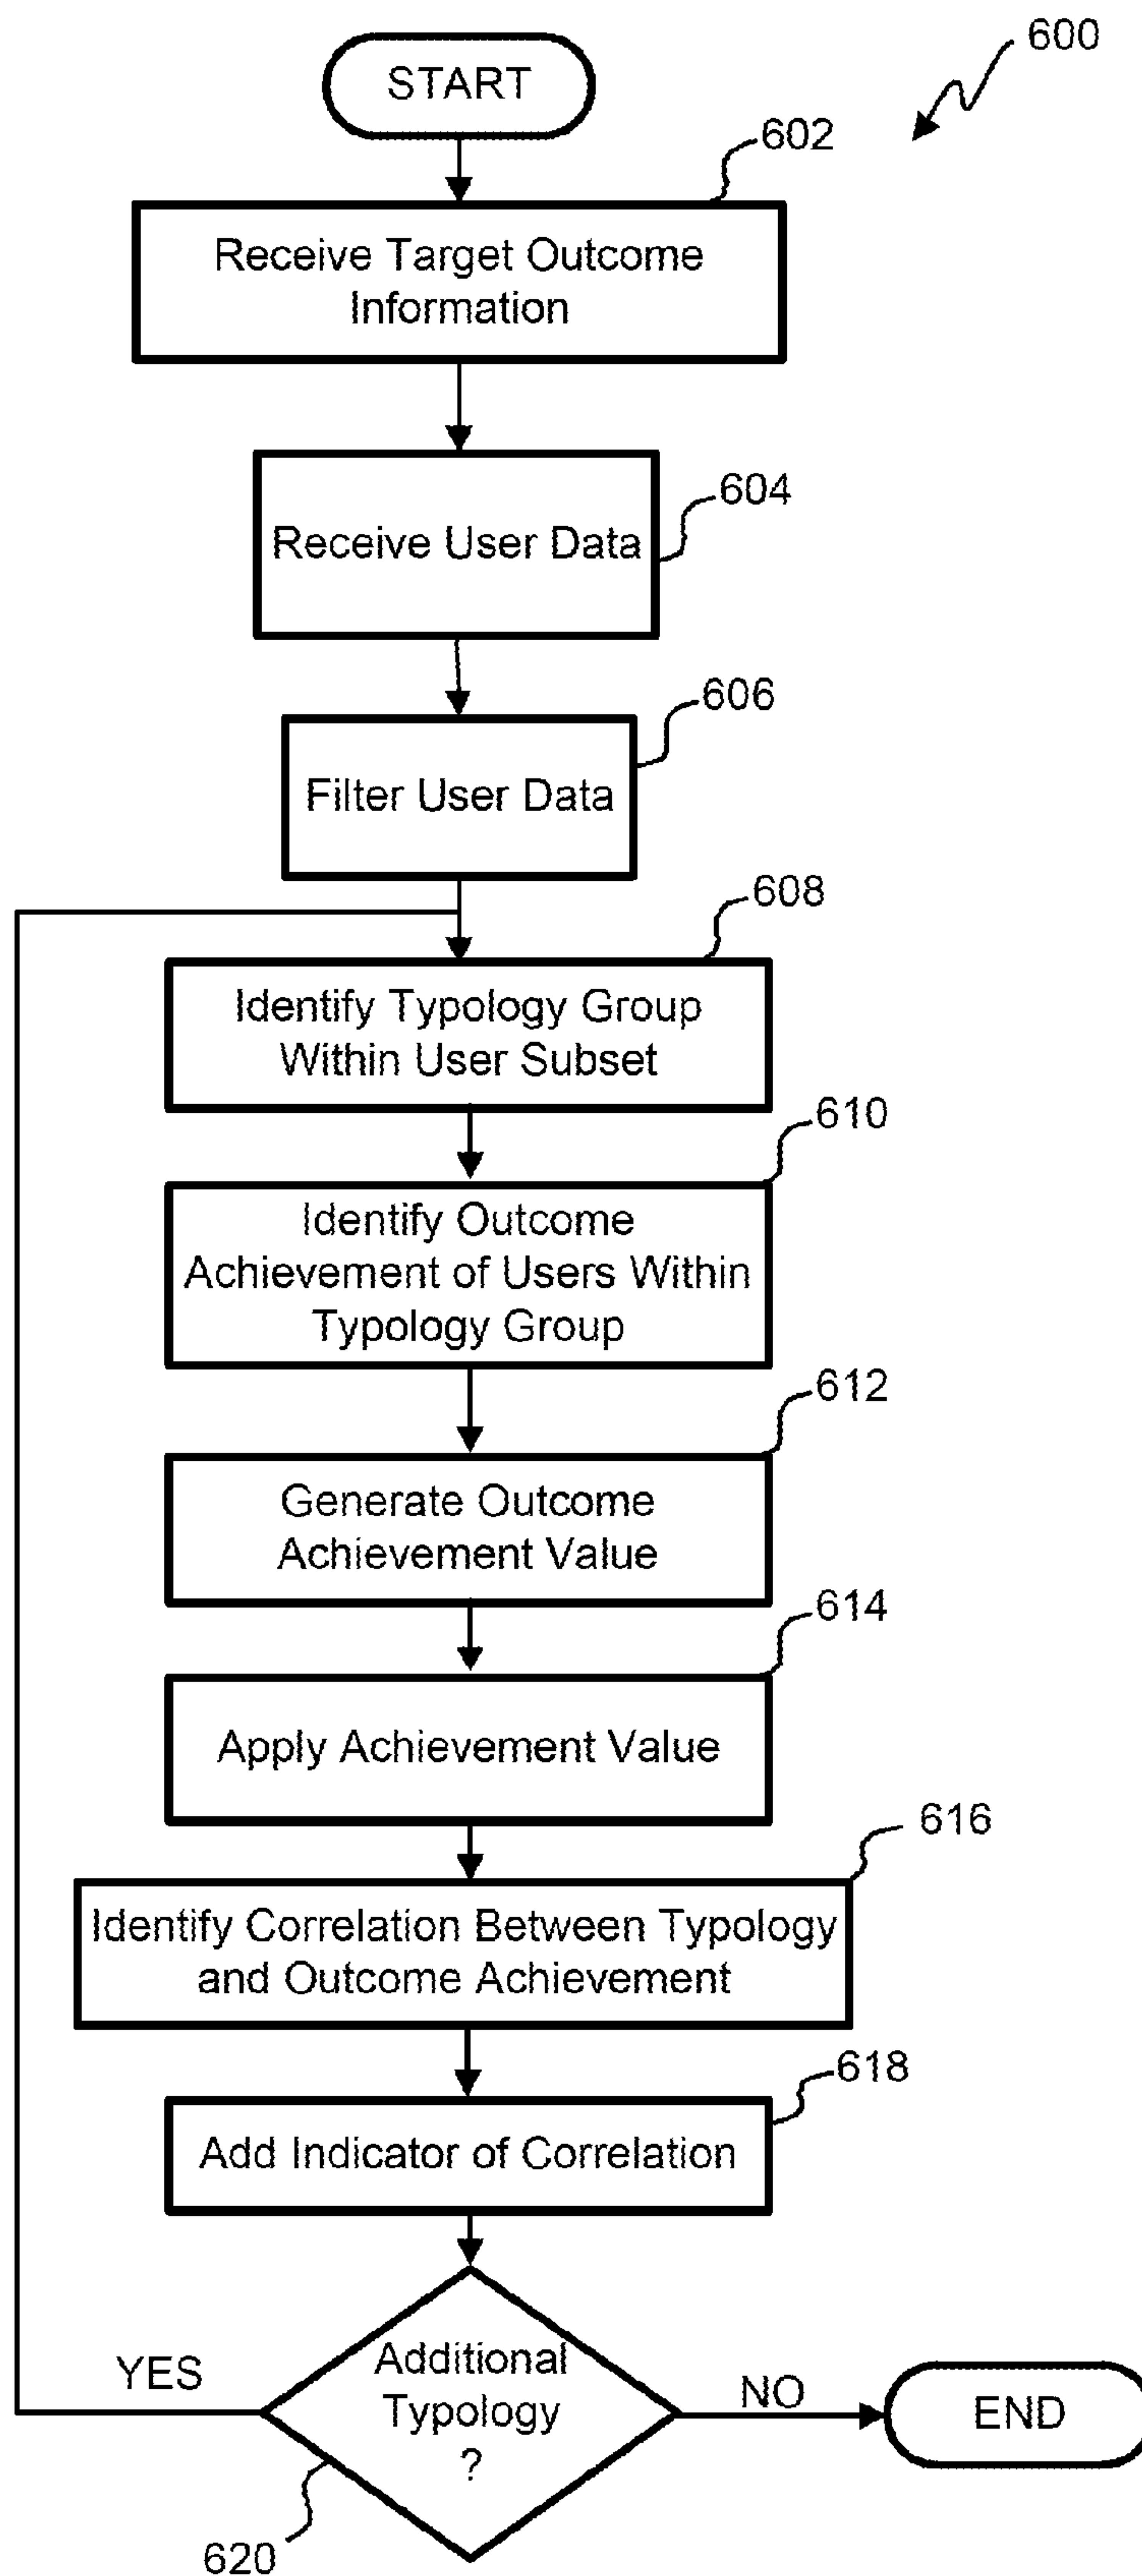 600
START
602
Receive Target Outcome
Information
604
Receive User Data
606
Filter User Data
608
Identify Typology Group
Within User Subset
610
Identify Outcome
Achievement of Users Within
Typology Group
612
Generate Outcome
Achievement Value
614
Apply Achievement Value
616
Identify Correlation Between Typology
and Outcome Achievement
618
Add Indicator of Correlation
YES
Additional
Typology
?
NO
END
620